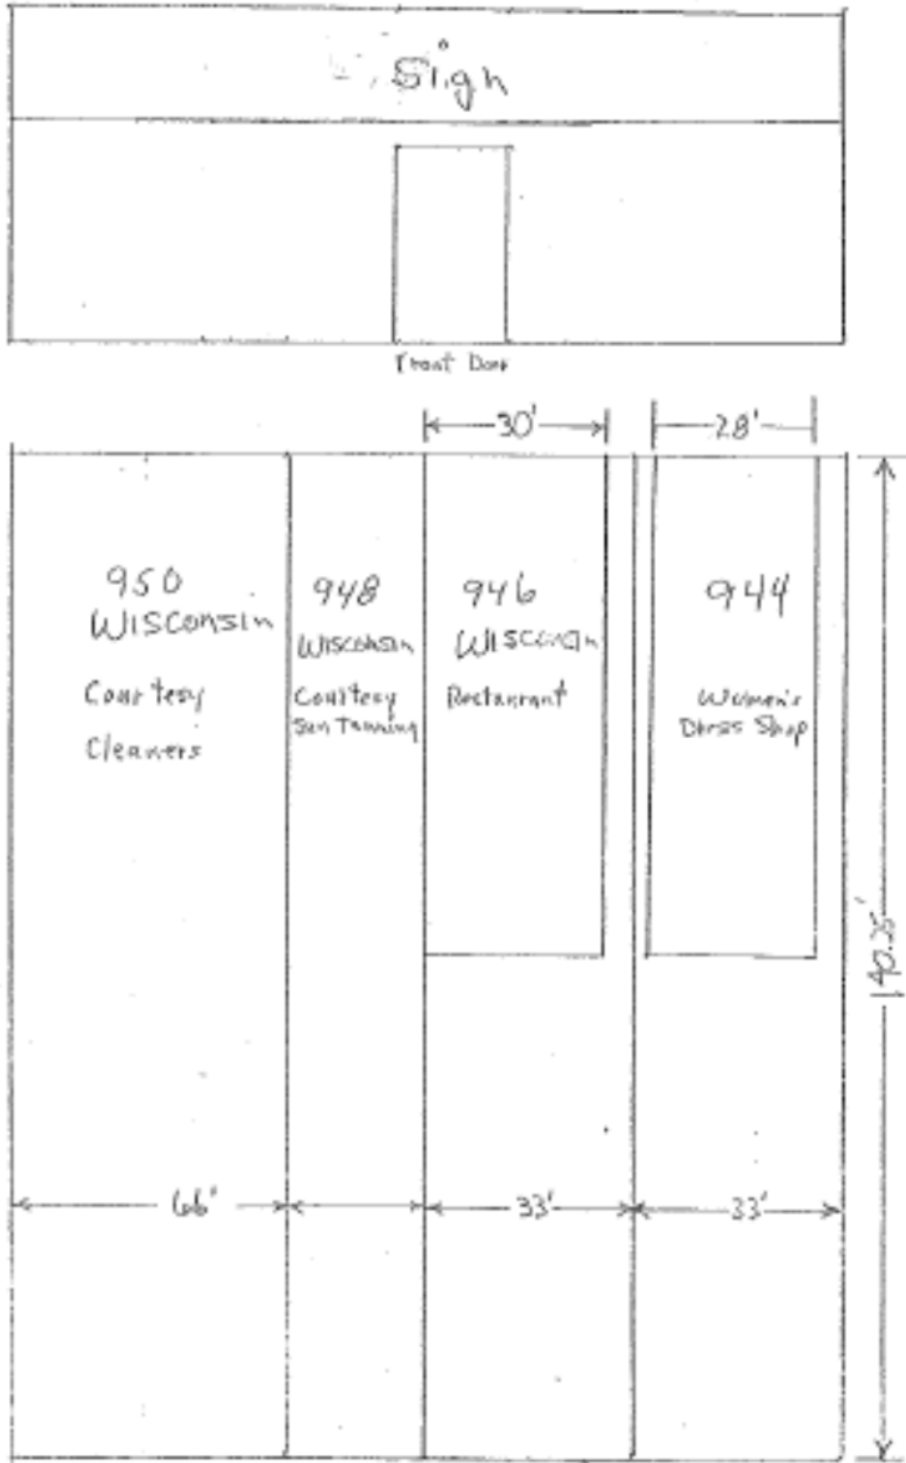 Sign
Front Door
30'
28'
950
Wisconsin
Courtesy
Cleaners
948
Wisconsin
Courtesy
Sun Tanning
946
Wisconsin
Restaurant
944
Women's
Dress Shop
140.25'
66'
33'
33'